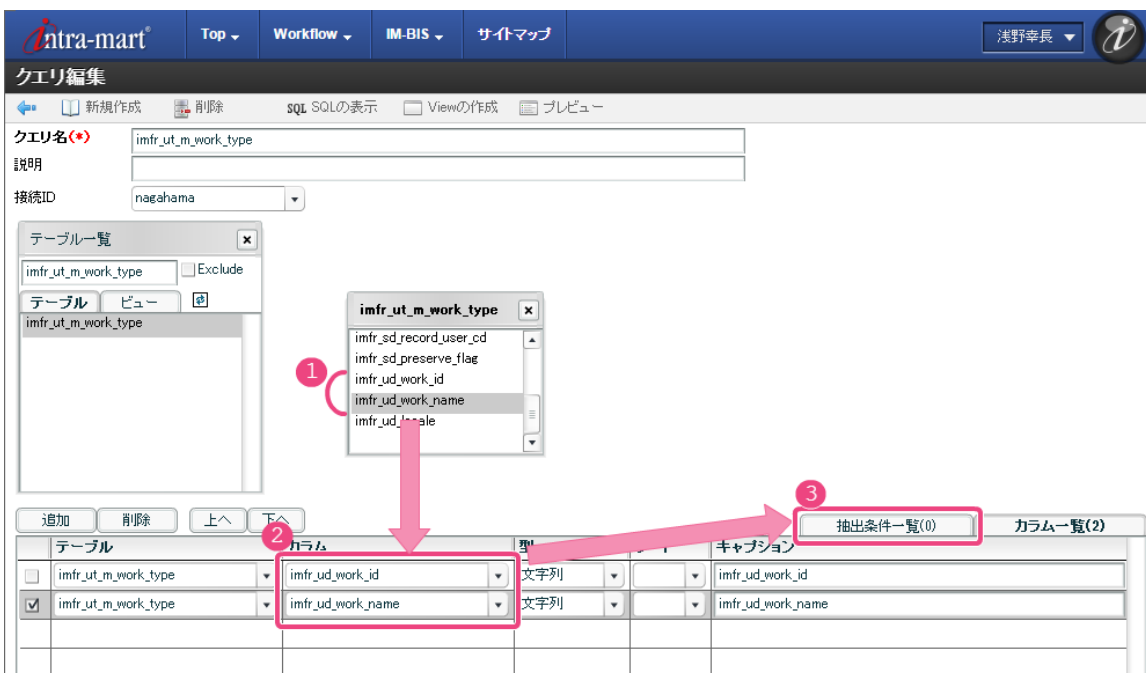 intra-mart® Top Workflow IM-BIS サイトマップ 浅野幸長
クエリ編集
新規作成 削除 SQL SQLの表示 Viewの作成 プレビュー
クエリ名(*) imfr_ut_m_work_type
説明
接続ID nagahama
テーブル一覧
imfr_ut_m_work_type Exclude
テーブル ビュー
imfr_ut_m_work_type
imfr_ut_m_work_type
imfr_sd_record_user_cd
imfr_sd_preserve_flag
1
imfr_ud_work_id
imfr_ud_work_name
imfr_ud_locale
3
追加 削除 上へ 下へ 抽出条件一覧(0) カラム一覧(2)
2
テーブル カラム 型 キャプション
imfr_ut_m_work_type imfr_ud_work_id 文字列 imfr_ud_work_id
imfr_ut_m_work_type imfr_ud_work_name 文字列 imfr_ud_work_name